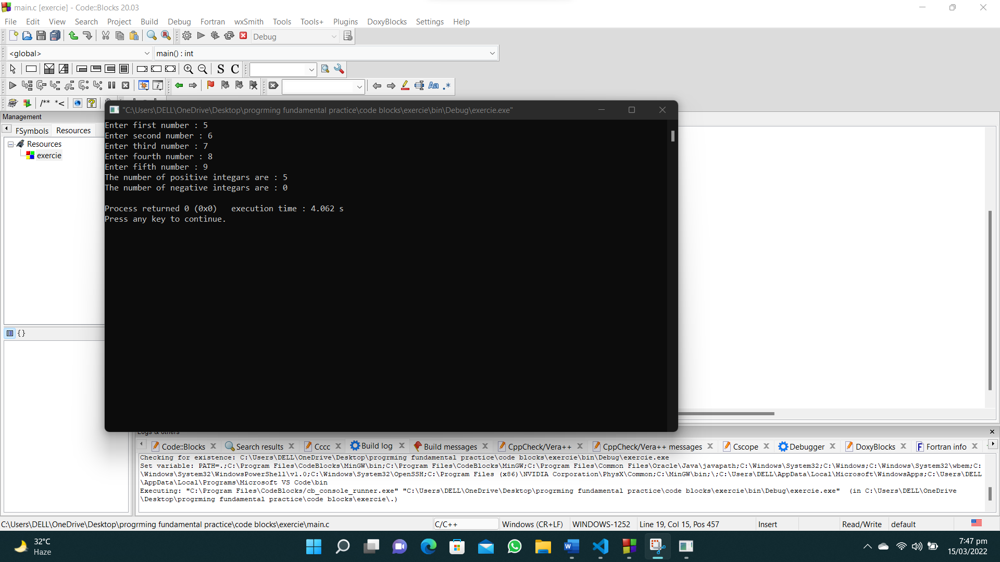 main.c [exercie] - Code::Blocks 20.03
File Edit View Search Project Build Debug Fortran wxSmith Tools Tools+ Plugins DoxyBlocks Settings Help
Debug
<global> main() : int
S C
Aa .*
/** *<
Management
"C:\Users\DELL\OneDrive\Desktop\progrming fundamental practice\code blocks\exercie\bin\Debug\exercie.exe"
FSymbols Resources
Resources
exercie
{}
Enter first number : 5
Enter second number : 6
Enter third number : 7
Enter fourth number : 8
Enter fifth number : 9
The number of positive integars are : 5
The number of negative integars are : 0
Process returned 0 (0x0)   execution time : 4.062 s
Press any key to continue.
Logs & others
Code::Blocks Search results Cccc Build log Build messages CppCheck/Vera++ CppCheck/Vera++ messages Cscope Debugger DoxyBlocks Fortran info
Checking for existence: C:\Users\DELL\OneDrive\Desktop\progrming fundamental practice\code blocks\exercie\bin\Debug\exercie.exe
Set variable: PATH=.;C:\Program Files\CodeBlocks\MinGW\bin;C:\Program Files\CodeBlocks\MinGW;C:\Program Files\Common Files\Oracle\Java\javapath;C:\Windows\System32;C:\Windows;C:\Windows\System32\wbem;C:
\Windows\System32\WindowsPowerShell\v1.0;C:\Windows\System32\OpenSSH;C:\Program Files (x86)\NVIDIA Corporation\PhysX\Common;C:\MinGW\bin;\;C:\Users\DELL\AppData\Local\Microsoft\WindowsApps;C:\Users\DELL
\AppData\Local\Programs\Microsoft VS Code\bin
Executing: "C:\Program Files\CodeBlocks/cb_console_runner.exe" "C:\Users\DELL\OneDrive\Desktop\progrming fundamental practice\code blocks\exercie\bin\Debug\exercie.exe"  (in C:\Users\DELL\OneDrive
\Desktop\progrming fundamental practice\code blocks\exercie\.)
C:\Users\DELL\OneDrive\Desktop\progrming fundamental practice\code blocks\exercie\main.c C/C++ Windows (CR+LF) WINDOWS-1252 Line 19, Col 15, Pos 457 Insert Read/Write default
32°C
Haze
7:47 pm
15/03/2022